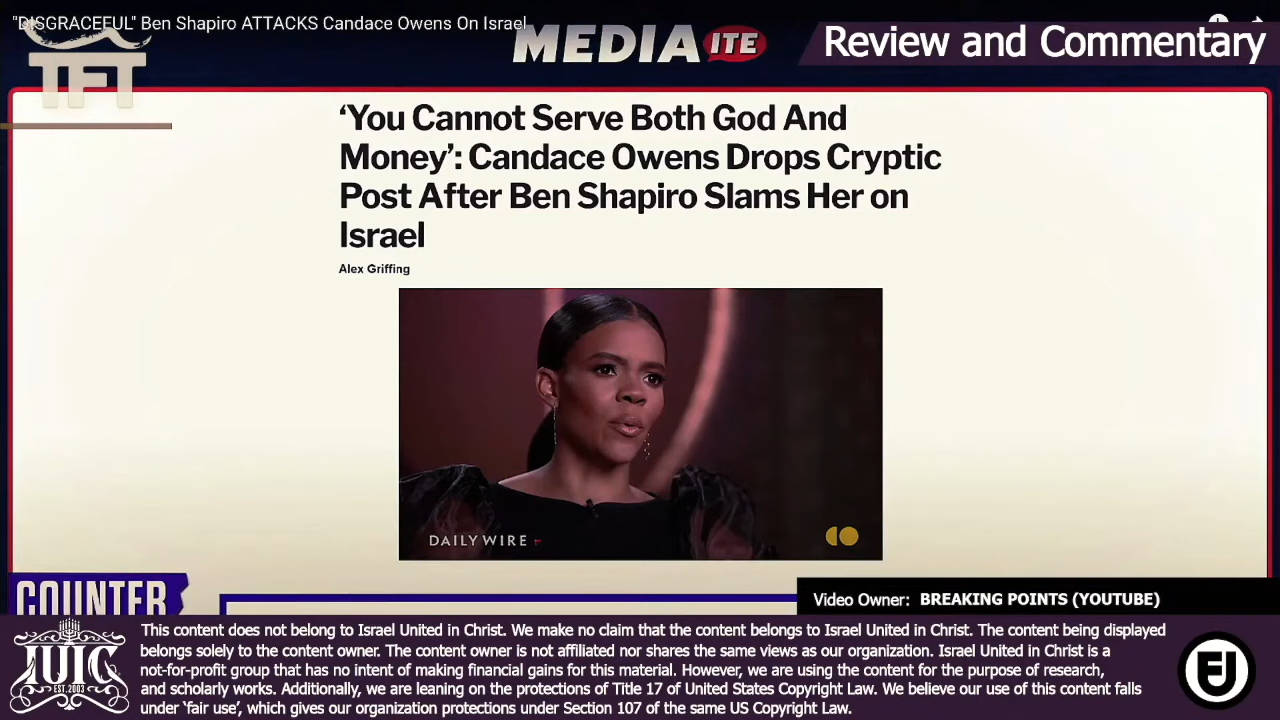 "DISGRACEFUL" Ben Shapiro ATTACKS Candace Owens On Israel
TFT
MEDIAITE
Review and Commentary
‘You Cannot Serve Both God And
Money’: Candace Owens Drops Cryptic
Post After Ben Shapiro Slams Her on
Israel
Alex Griffing
DAILY WIRE
COUNTER
Video Owner: BREAKING POINTS (YOUTUBE)
IUIC
EST. 2003
This content does not belong to Israel United in Christ. We make no claim that the content belongs to Israel United in Christ. The content being displayed
belongs solely to the content owner. The content owner is not affiliated nor shares the same views as our organization. Israel United in Christ is a
not-for-profit group that has no intent of making financial gains for this material. However, we are using the content for the purpose of research,
and scholarly works. Additionally, we are leaning on the protections of Title 17 of United States Copyright Law. We believe our use of this content falls
under ‘fair use’, which gives our organization protections under Section 107 of the same US Copyright Law.